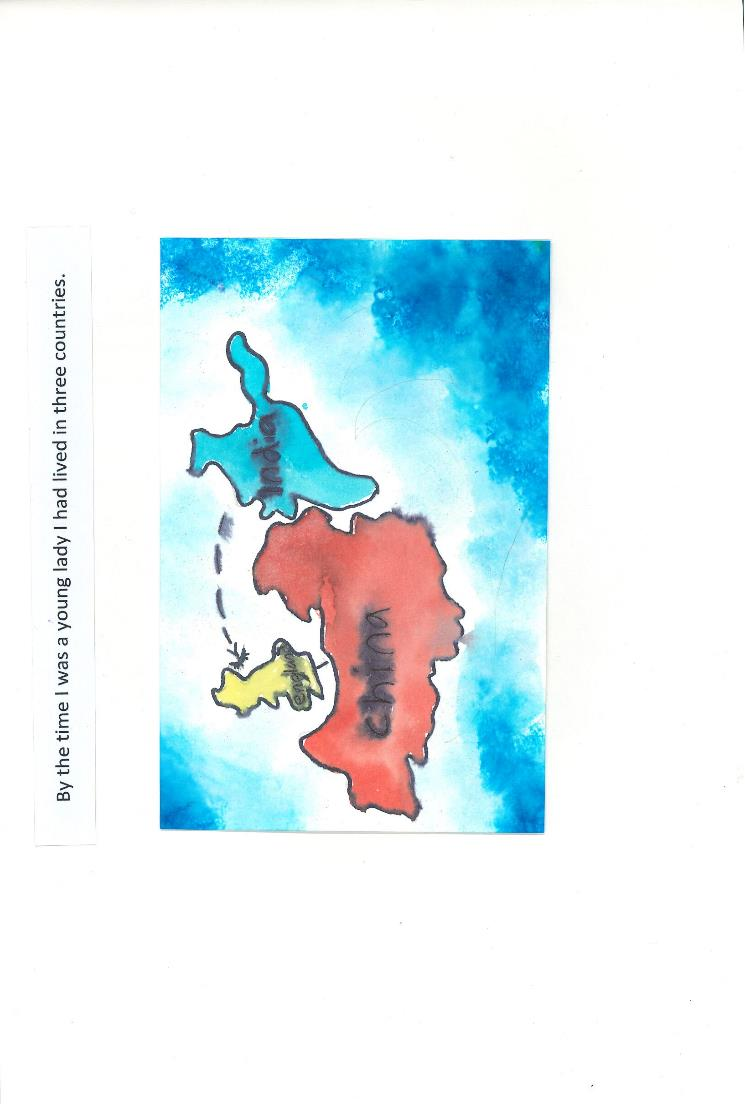 By the time I was a young lady I had lived in three countries.
India
china
england